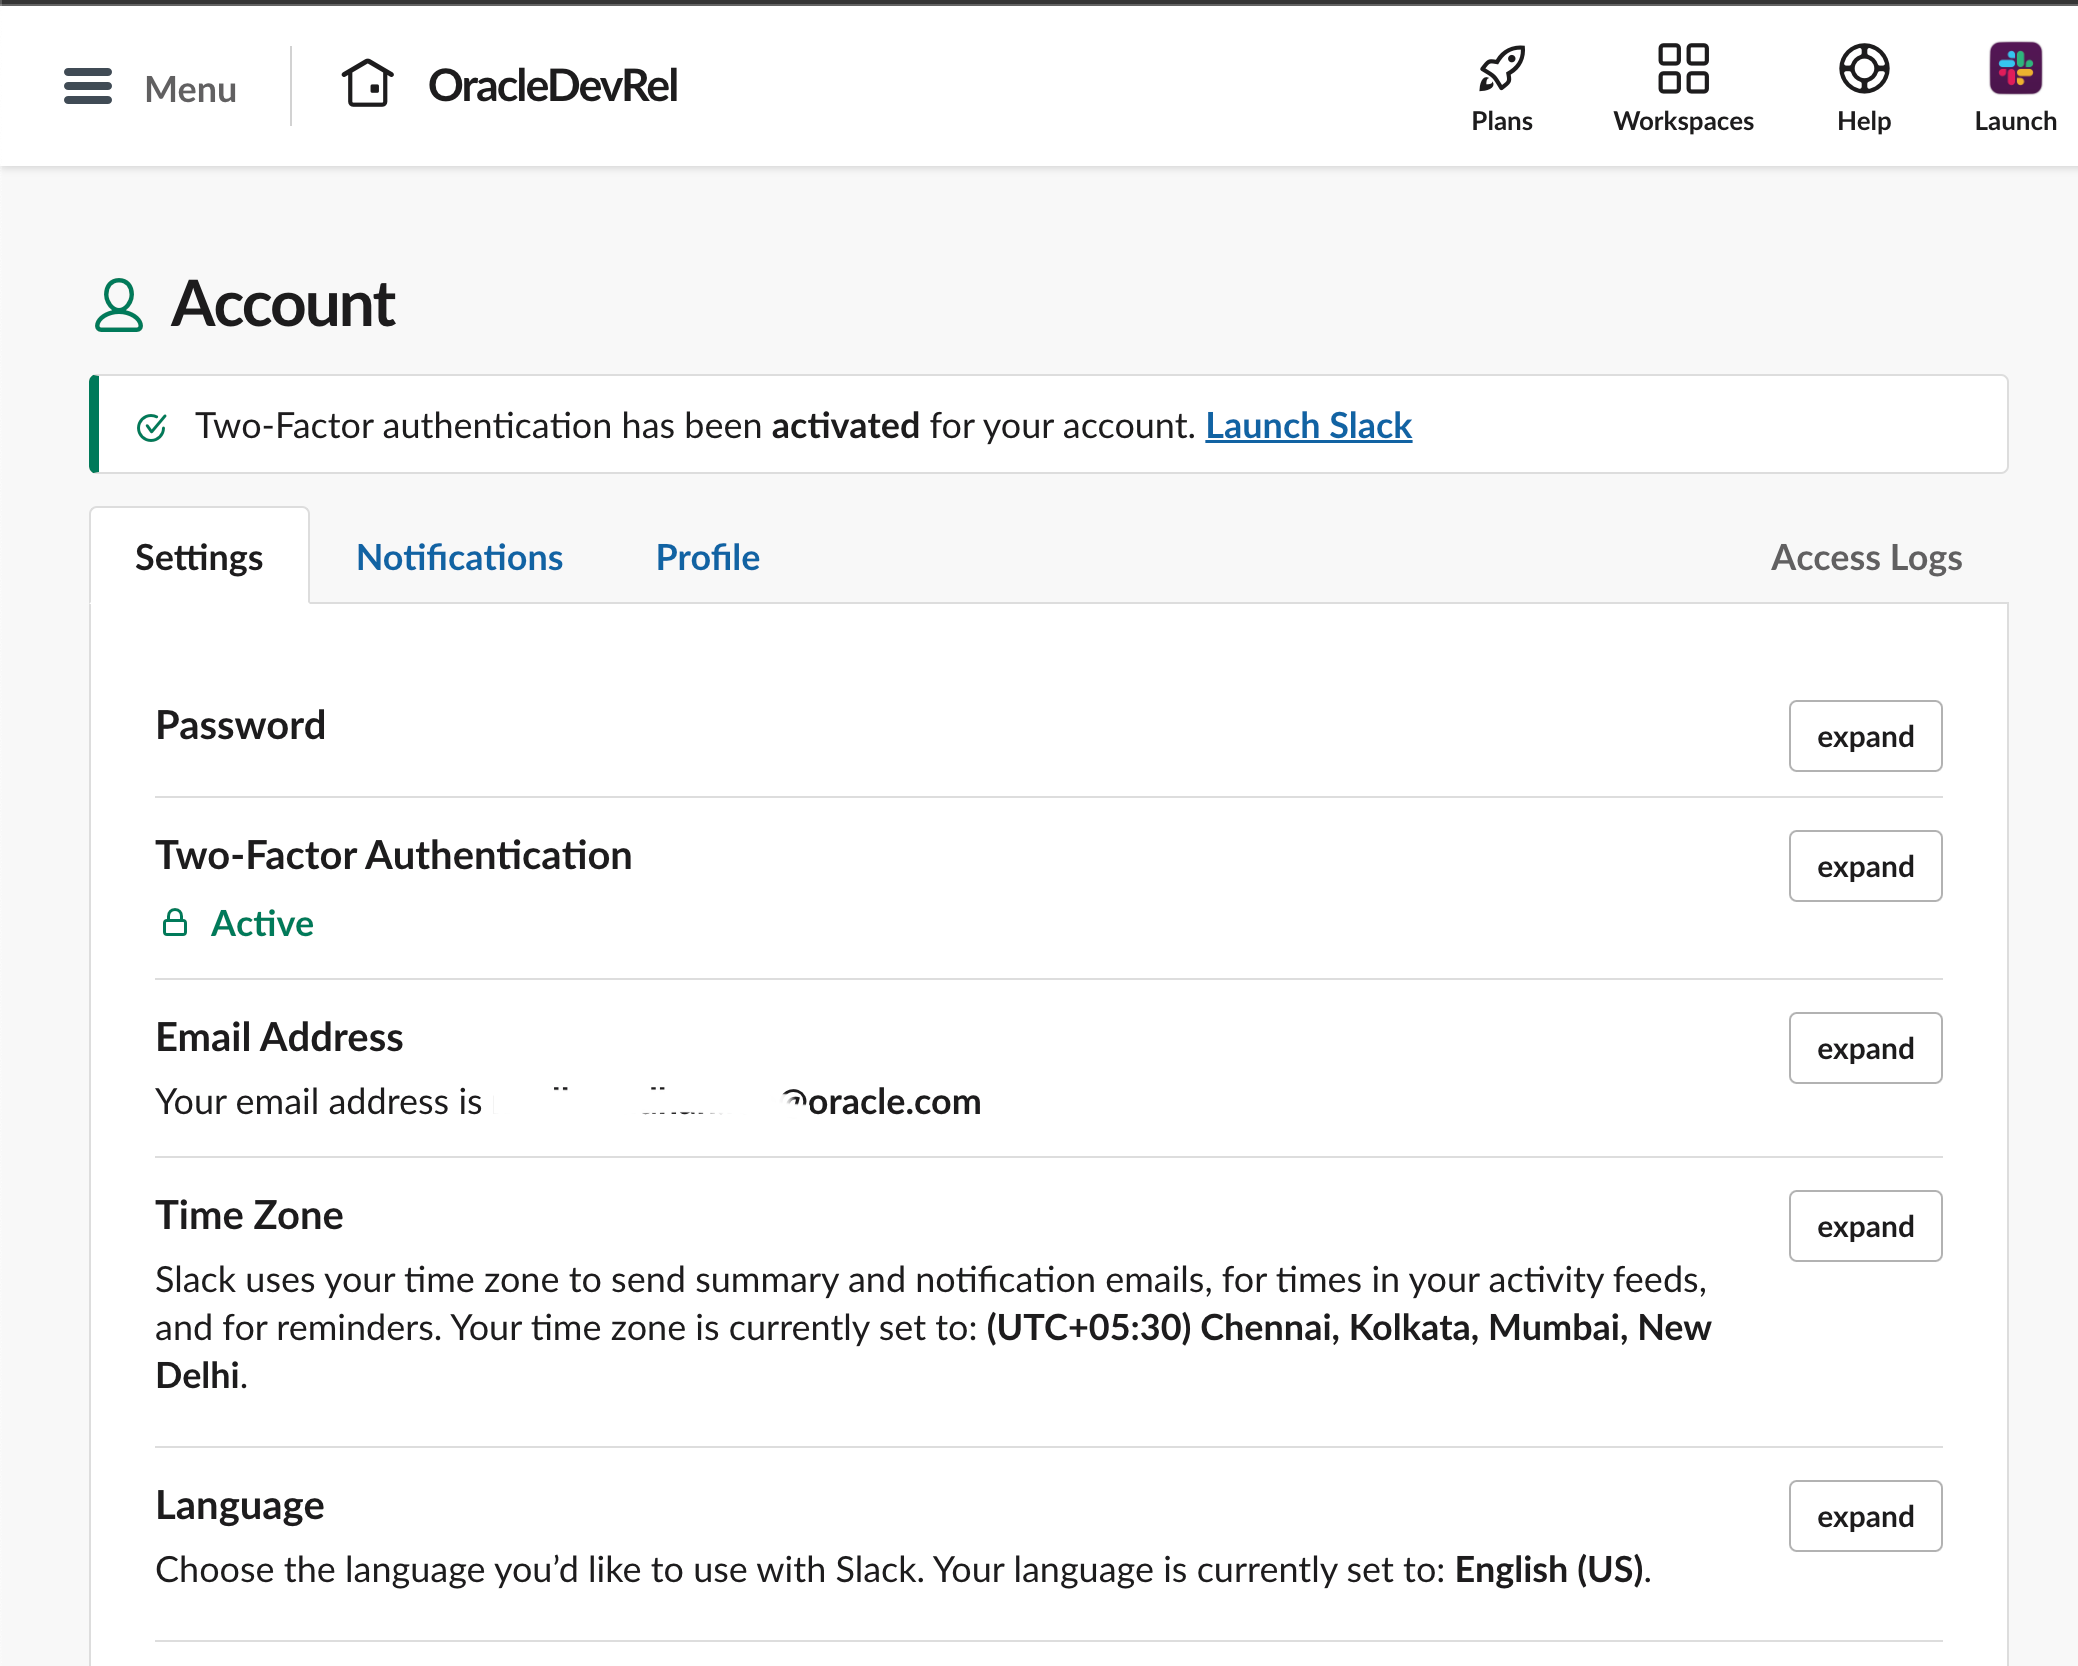 Menu
OracleDevRel
Plans
Workspaces
Help
Launch
Account
Two-Factor authentication has been activated for your account. Launch Slack
Settings
Notifications
Profile
Access Logs
Password
expand
Two-Factor Authentication
expand
Active
Email Address
expand
Your email address is @oracle.com
Time Zone
expand
Slack uses your time zone to send summary and notification emails, for times in your activity feeds,
and for reminders. Your time zone is currently set to: (UTC+05:30) Chennai, Kolkata, Mumbai, New
Delhi.
Language
expand
Choose the language you’d like to use with Slack. Your language is currently set to: English (US).